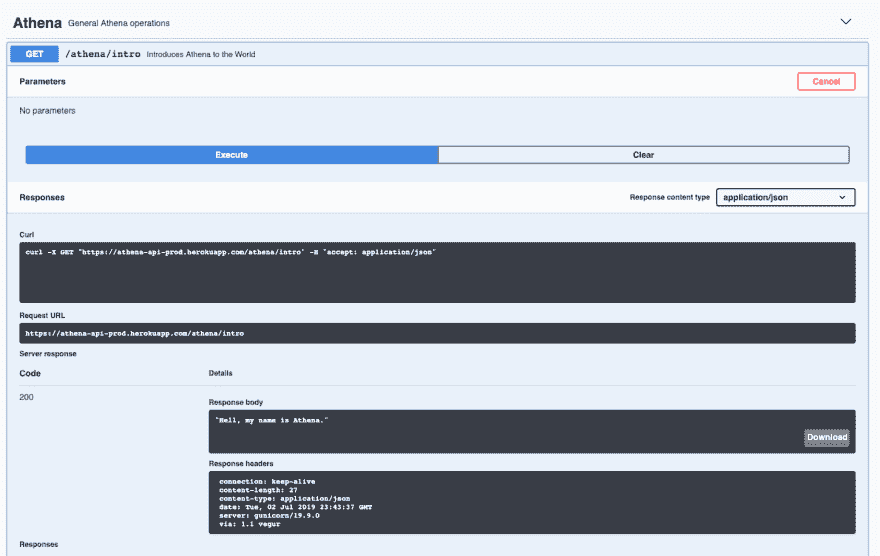 Athena General Athena operations
GET /athena/intro Introduces Athena to the World
Parameters Cancel
No parameters
Execute Clear
Responses Response content type application/json
Curl
curl -X GET "https://athena-api-prod.herokuapp.com/athena/intro" -H "accept: application/json"
Request URL
https://athena-api-prod.herokuapp.com/athena/intro
Server response
Code Details
200
Response body
"Hell, my name is Athena."
Download
Response headers
connection: keep-alive
content-length: 27
content-type: application/json
date: Tue, 02 Jul 2019 23:43:37 GMT
server: gunicorn/19.9.0
via: 1.1 vegur
Responses